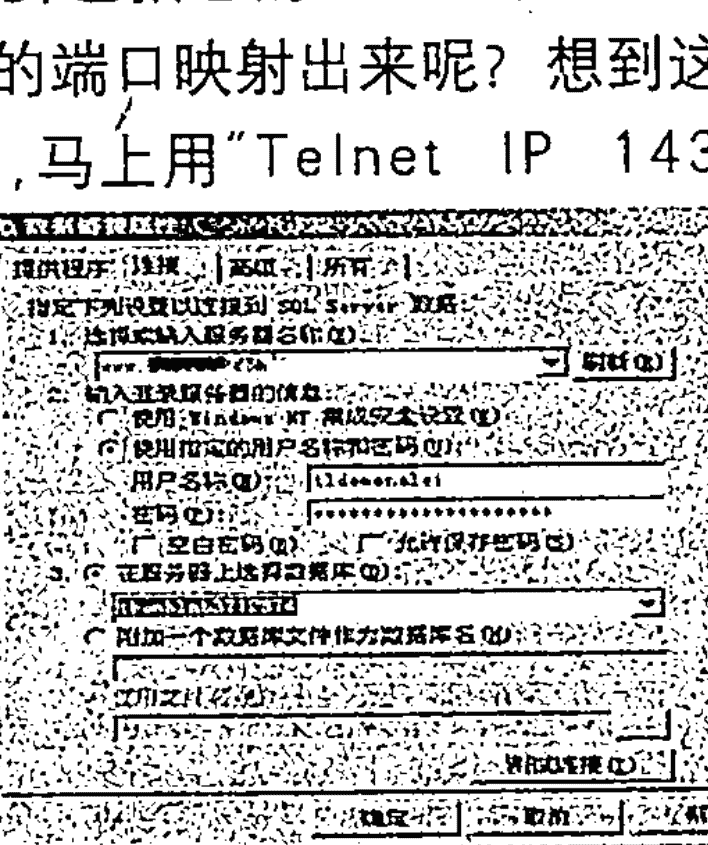 的端口映射出来呢？想到这
,马上用"Telnet IP 143
数据链接属性
提供程序 连接 高级 所有
指定下列设置以连接到 SQL Server 数据:
1. 选择或输入服务器名称(E):
www.
刷新(R)
2. 输入登录服务器的信息:
使用 Windows NT 集成安全设置(W)
使用指定的用户名称和密码(U):
用户名称(N):
密码(P): ********************
空白密码(B) 允许保存密码(S)
3. 在服务器上选择数据库(D):
附加一个数据库文件作为数据库名(H):
使用文件名(F):
测试连接(T)
确定 取消